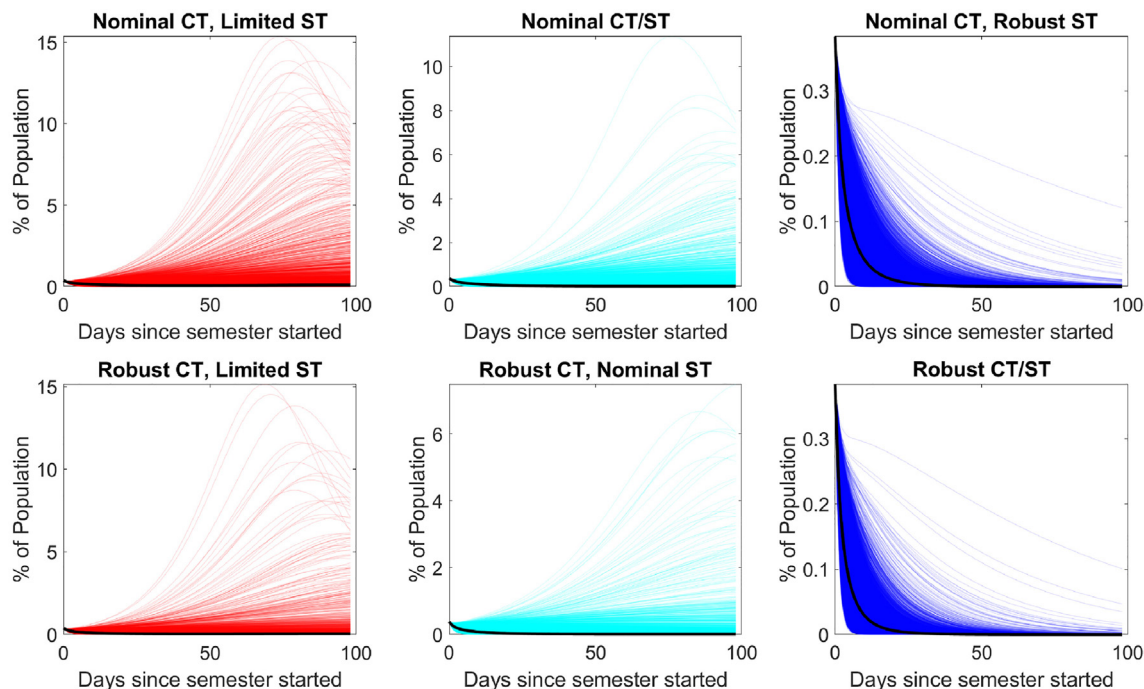 Nominal CT, Limited ST
Nominal CT/ST
Nominal CT, Robust ST
% of Population
15
10
5
0
0
50
100
Days since semester started
% of Population
10
8
6
4
2
0
0
50
100
Days since semester started
% of Population
0.3
0.2
0.1
0
0
50
100
Days since semester started
Robust CT, Limited ST
Robust CT, Nominal ST
Robust CT/ST
% of Population
15
10
5
0
0
50
100
Days since semester started
% of Population
6
4
2
0
0
50
100
Days since semester started
% of Population
0.3
0.2
0.1
0
0
50
100
Days since semester started